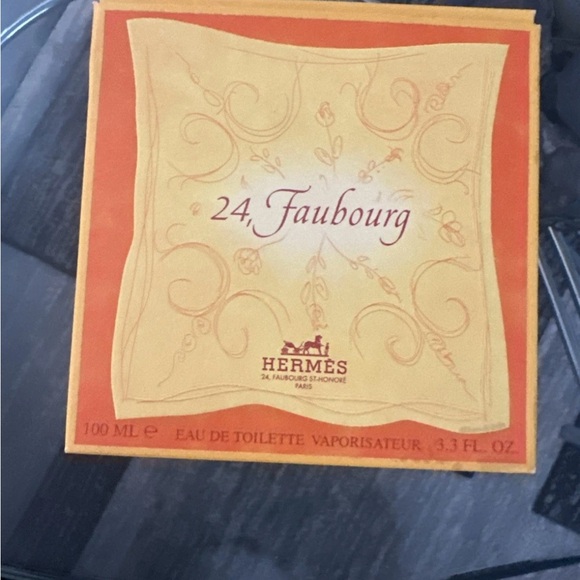 24, Faubourg
HERMÈS
24, FAUBOURG ST-HONORÉ
PARIS
100 ML e EAU DE TOILETTE VAPORISATEUR 3.3 FL. OZ.